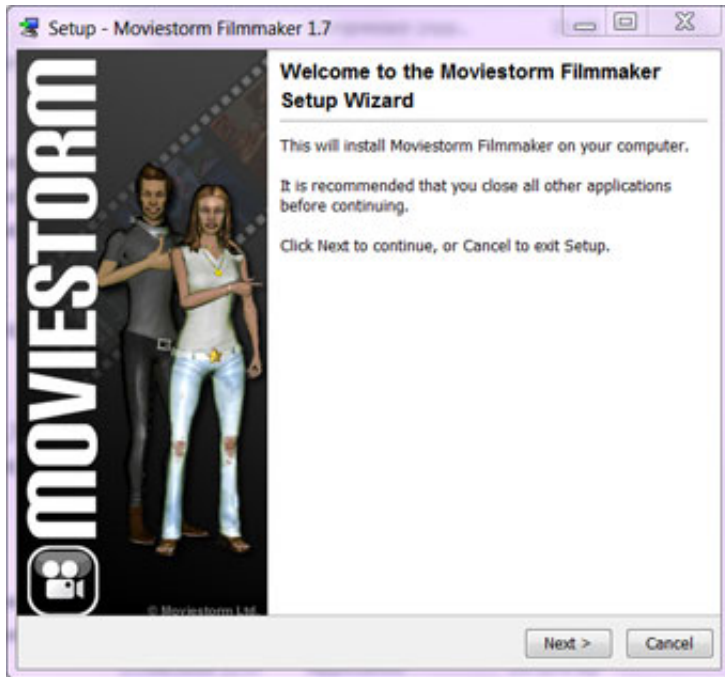 Setup - Moviestorm Filmmaker 1.7
MOVIESTORM
Welcome to the Moviestorm Filmmaker
Setup Wizard
This will install Moviestorm Filmmaker on your computer.
It is recommended that you close all other applications
before continuing.
Click Next to continue, or Cancel to exit Setup.
© Moviestorm Ltd.
Next >
Cancel